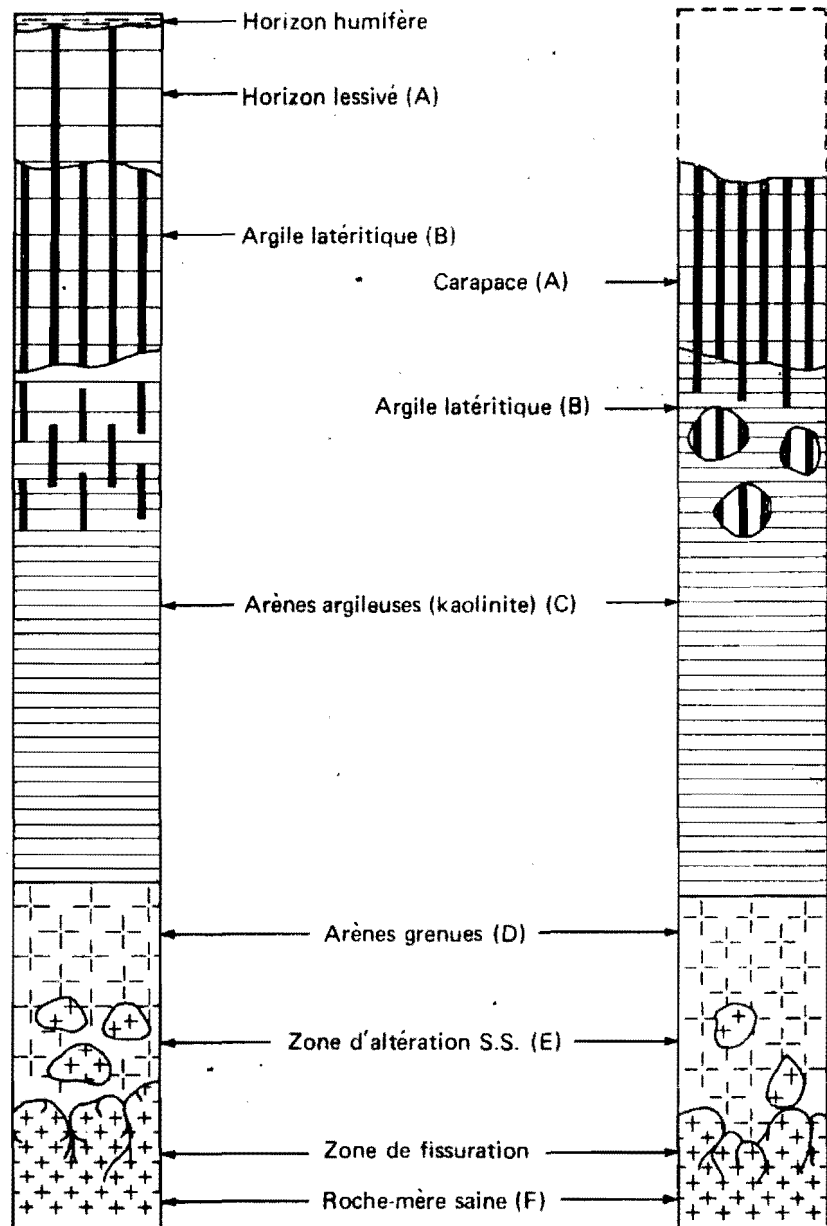 Horizon humifère
Horizon lessivé (A)
Argile latéritique (B)
Carapace (A)
Argile latéritique (B)
Arènes argileuses (kaolinite) (C)
Arènes grenues (D)
Zone d'altération S.S. (E)
Zone de fissuration
Roche-mère saine (F)